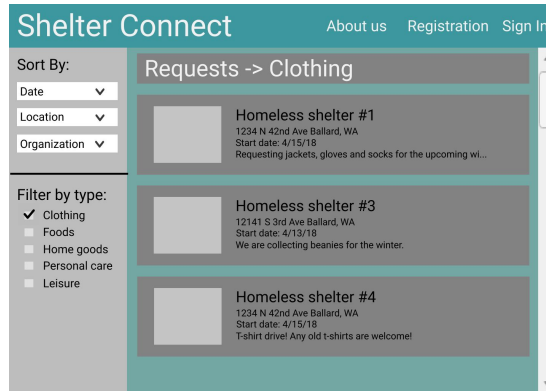 Shelter Connect
About us Registration Sign In
Sort By:
Date
Location
Organization
Filter by type:
Clothing
Foods
Home goods
Personal care
Leisure
Requests -> Clothing
Homeless shelter #1
1234 N 42nd Ave Ballard, WA
Start date: 4/15/18
Requesting jackets, gloves and socks for the upcoming wi...
Homeless shelter #3
12141 S 3rd Ave Ballard, WA
Start date: 4/13/18
We are collecting beanies for the winter.
Homeless shelter #4
1234 N 42nd Ave Ballard, WA
Start date: 4/15/18
T-shirt drive! Any old t-shirts are welcome!